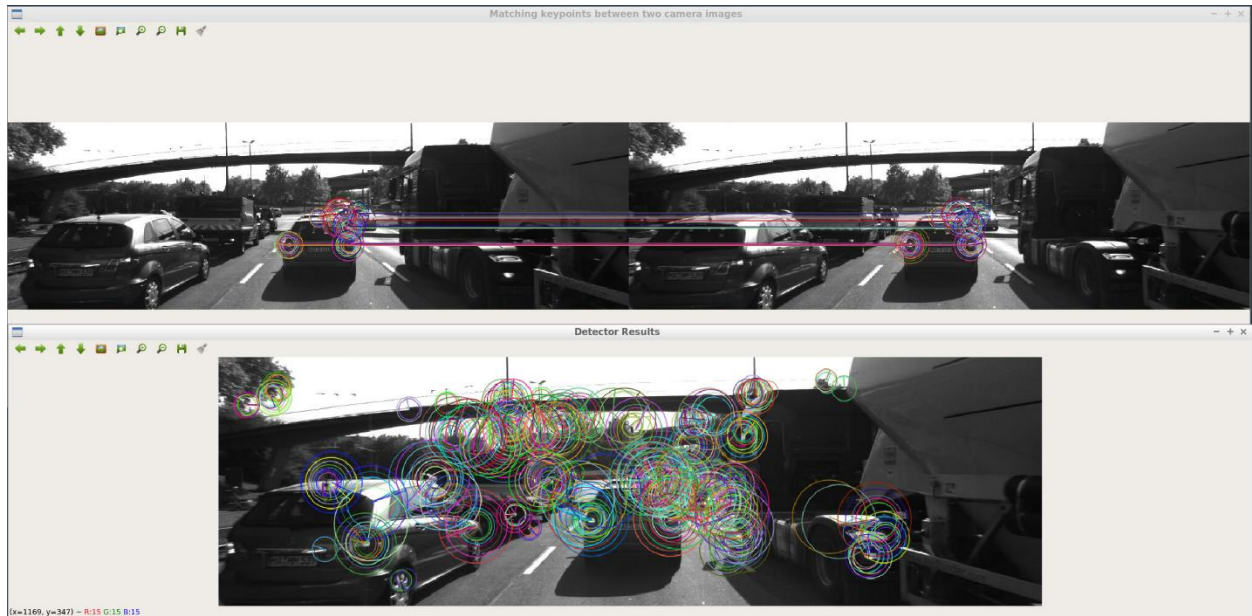 Matching keypoints between two camera images
Detector Results
(x=1169, y=347) ~ R:15 G:15 B:15